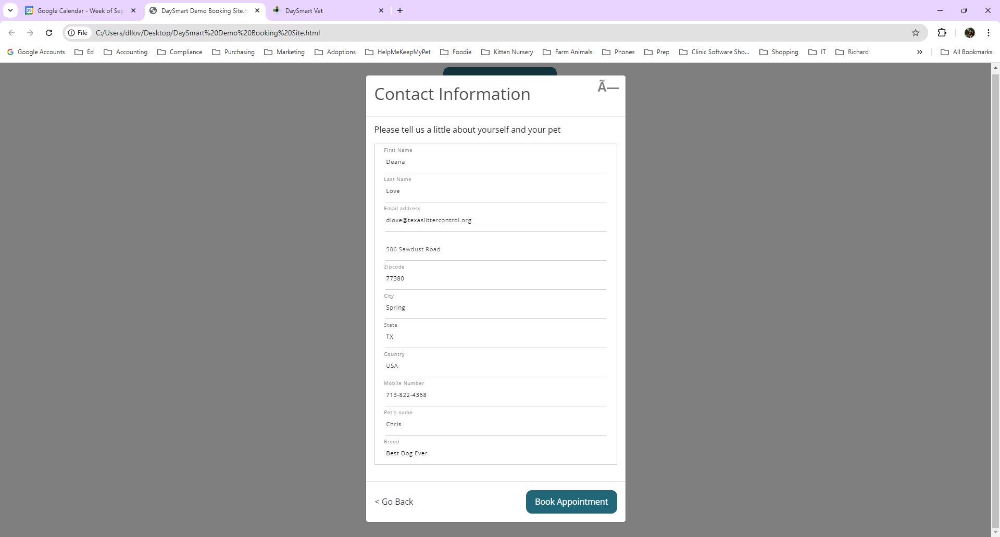 Google Calendar - Week of Sep
DaySmart Demo Booking Site.h
DaySmart Vet
File
C:/Users/dllov/Desktop/DaySmart%20Demo%20Booking%20Site.html
Google Accounts
Ed
Accounting
Compliance
Purchasing
Marketing
Adoptions
HelpMeKeepMyPet
Foodie
Kitten Nursery
Farm Animals
Phones
Prep
Clinic Software Sho...
Shopping
IT
Richard
»
All Bookmarks
Contact Information
Ã—
Please tell us a little about yourself and your pet
First Name
Deana
Last Name
Love
Email address
dlove@texaslittercontrol.org
586 Sawdust Road
Zipcode
77380
City
Spring
State
TX
Country
USA
Mobile Number
713-822-4368
Pet's name
Chris
Breed
Best Dog Ever
< Go Back
Book Appointment